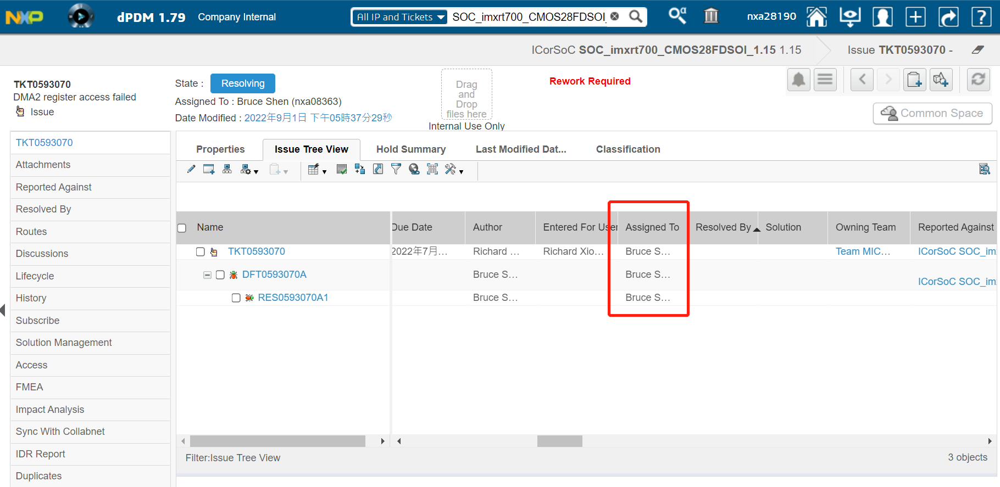 NXP dPDM 1.79 Company Internal All IP and Tickets SOC_imxrt700_CMOS28FDSOI_ nxa28190
ICorSoC SOC_imxrt700_CMOS28FDSOI_1.15 1.15 Issue TKT0593070 -
TKT0593070
DMA2 register access failed
Issue
State : Resolving
Assigned To : Bruce Shen (nxa08363)
Date Modified : 2022年9月1日 下午05時37分29秒
Drag
and
Drop
files here
Internal Use Only
Rework Required
Common Space
TKT0593070
Attachments
Reported Against
Resolved By
Routes
Discussions
Lifecycle
History
Subscribe
Solution Management
Access
FMEA
Impact Analysis
Sync With Collabnet
IDR Report
Duplicates
Properties Issue Tree View Hold Summary Last Modified Dat... Classification
Name Due Date Author Entered For User Assigned To Resolved By Solution Owning Team Reported Against
TKT0593070 2022年7月... Richard ... Richard Xio... Bruce S... Team MIC... ICorSoC SOC_im
DFT0593070A Bruce S... Bruce S... ICorSoC SOC_im
RES0593070A1 Bruce S... Bruce S...
Filter:Issue Tree View 3 objects